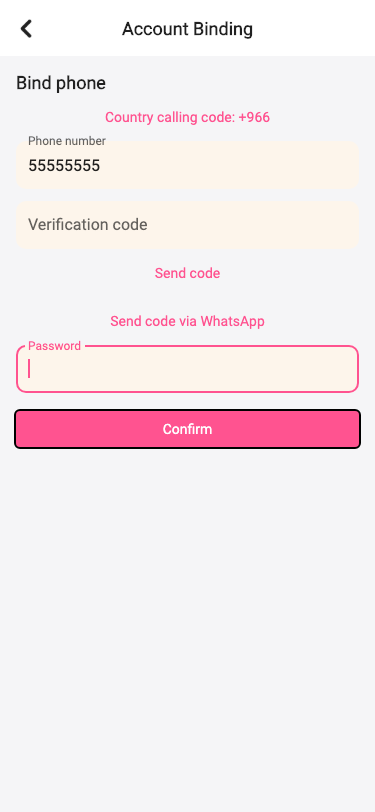 Account Binding
Bind phone
Country calling code: +966
Phone number
55555555
Verification code
Send code
Send code via WhatsApp
Password
Confirm